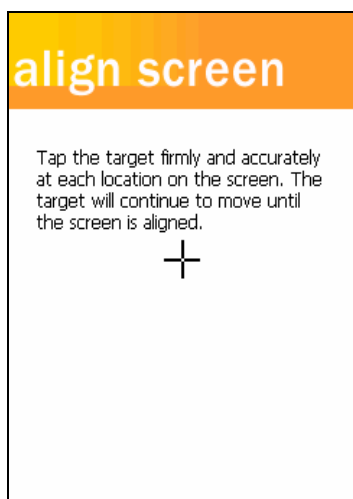 align screen
Tap the target firmly and accurately
at each location on the screen. The
target will continue to move until
the screen is aligned.